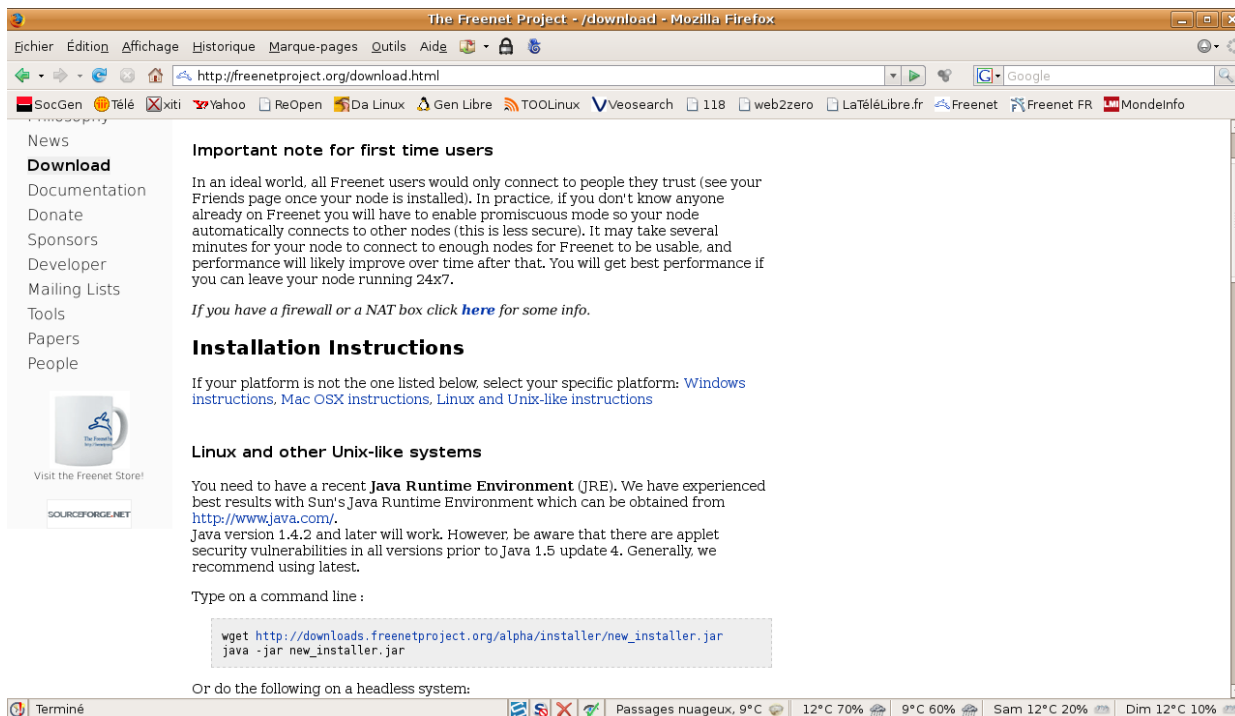 The Freenet Project - /download - Mozilla Firefox
Fichier Édition Affichage Historique Marque-pages Outils Aide
http://freenetproject.org/download.html
G Google
SocGen Télé xiti Yahoo ReOpen Da Linux Gen Libre TOOLinux Veosearch 118 web2zero LaTéléLibre.fr Freenet Freenet FR MondeInfo
Philosophy
News
Download
Documentation
Donate
Sponsors
Developer
Mailing Lists
Tools
Papers
People
Visit the Freenet Store!
SOURCEFORGE.NET
Important note for first time users
In an ideal world, all Freenet users would only connect to people they trust (see your
Friends page once your node is installed). In practice, if you don't know anyone
already on Freenet you will have to enable promiscuous mode so your node
automatically connects to other nodes (this is less secure). It may take several
minutes for your node to connect to enough nodes for Freenet to be usable, and
performance will likely improve over time after that. You will get best performance if
you can leave your node running 24x7.
If you have a firewall or a NAT box click here for some info.
Installation Instructions
If your platform is not the one listed below, select your specific platform: Windows
instructions, Mac OSX instructions, Linux and Unix-like instructions
Linux and other Unix-like systems
You need to have a recent Java Runtime Environment (JRE). We have experienced
best results with Sun's Java Runtime Environment which can be obtained from
http://www.java.com/.
Java version 1.4.2 and later will work. However, be aware that there are applet
security vulnerabilities in all versions prior to Java 1.5 update 4. Generally, we
recommend using latest.
Type on a command line :
wget http://downloads.freenetproject.org/alpha/installer/new_installer.jar
java -jar new_installer.jar
Or do the following on a headless system:
Terminé Passages nuageux, 9°C 12°C 70% 9°C 60% Sam 12°C 20% Dim 12°C 10%